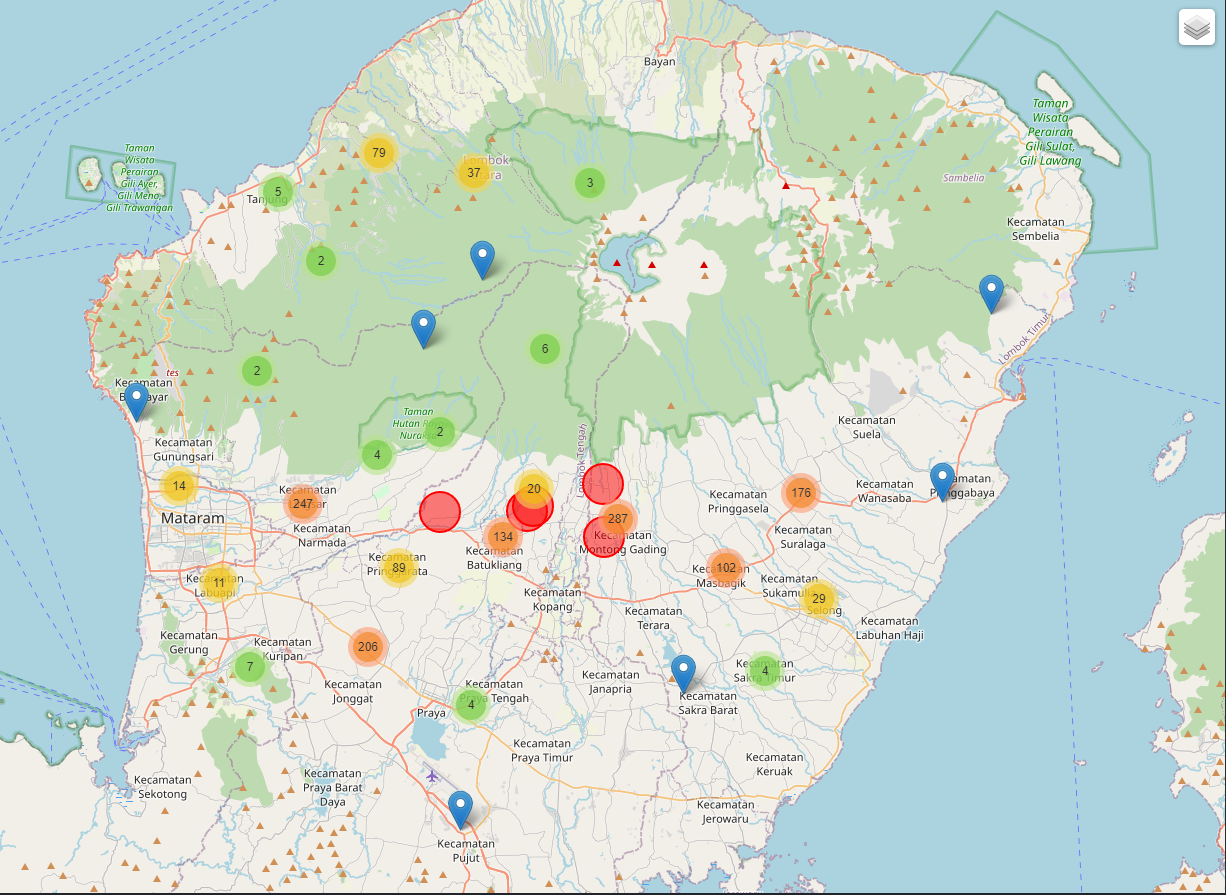 Bayan
Taman
Wisata
Perairan
Gili Sulat,
Gili Lawang
Taman
Wisata
Perairan
Gili Ayer,
Gili Meno,
Gili Trawangan
79
37
Lombok
3
5
Tanjung
Sambelia
Kecamatan
Sembelia
2
Lombok Timur
6
2
tes
Kecamatan
Taman
Hutan
Nuraksa
2
4
Kecamatan
Suela
Kecamatan
Gunungsari
Lombok Tengah
14
Kecamatan
247
20
176
Kecamatan
Wanasaba
Kecamatan
Pringgasela
Mataram
Kecamatan
Narmada
134
Kecamatan
Batukliang
287
Kecamatan
Montong Gading
Kecamatan
Suralaga
89
Kecamatan
102
Kecamatan
Masbagik
Kecamatan
11
Kecamatan
Labuapi
Kecamatan
Kopang
29
Selong
Kecamatan
Terara
Kecamatan
Labuhan Haji
Kecamatan
Gerung
Kecamatan
Kuripan
206
7
4
Kecamatan
Sakra Timur
Kecamatan
Janapria
Kecamatan
Jonggat
Kecamatan
Praya Tengah
4
Kecamatan
Sakra Barat
Praya
Kecamatan
Praya Timur
Kecamatan
Keruak
Kecamatan
Sekotong
Kecamatan
Praya Barat
Daya
Kecamatan
Jerowaru
Kecamatan
Pujut